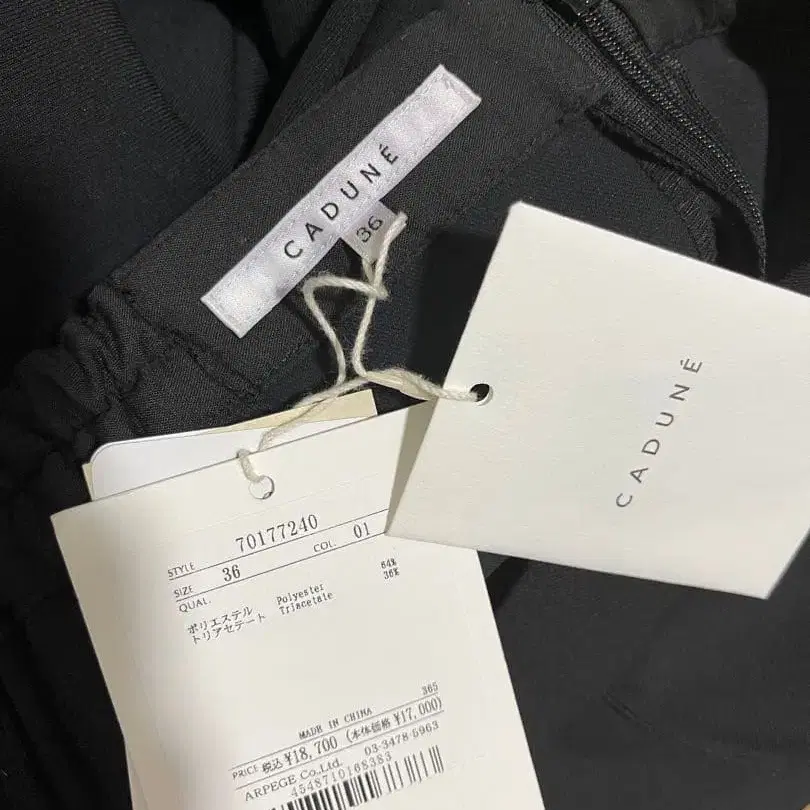 CADUNÉ
36
CADUNÉ
STYLE 70177240
SIZE 36 COL. 01
QUAL.
ポリエステル Polyester 64%
トリアセテート Triacetate 36%
365
MADE IN CHINA
PRICE 税込 ¥18,700 (本体価格 ¥17,000)
ARPEGE Co.,Ltd. 03-3478-5963
4548710168383